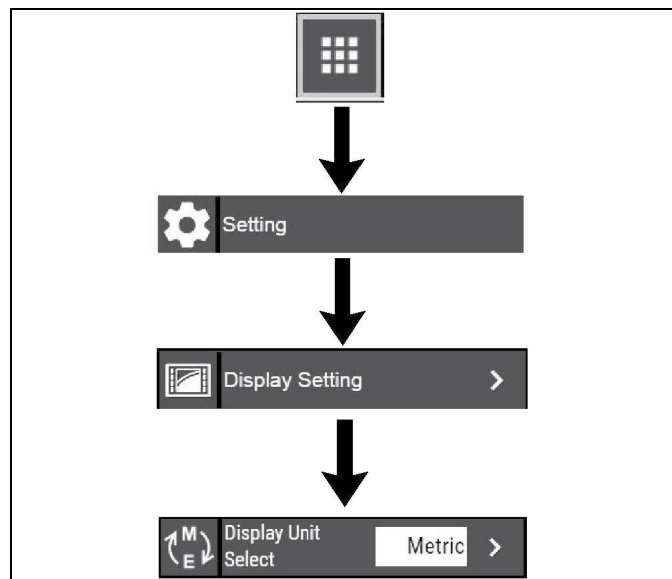 Setting
Display Setting
M
E
Display Unit
Select
Metric